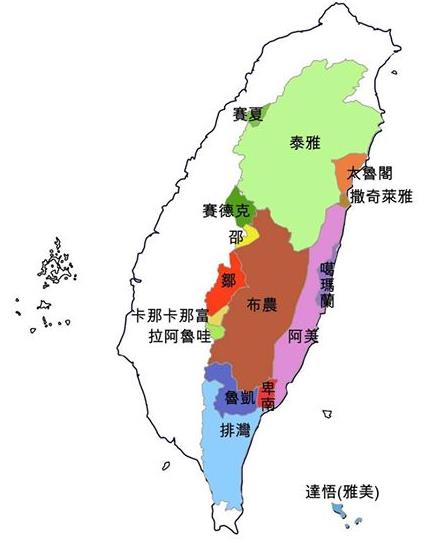 賽夏
泰雅
太魯閣
撒奇萊雅
賽德克
邵
噶瑪蘭
鄒
布農
卡那卡那富
拉阿魯哇
阿美
魯凱
卑南
排灣
達悟(雅美)